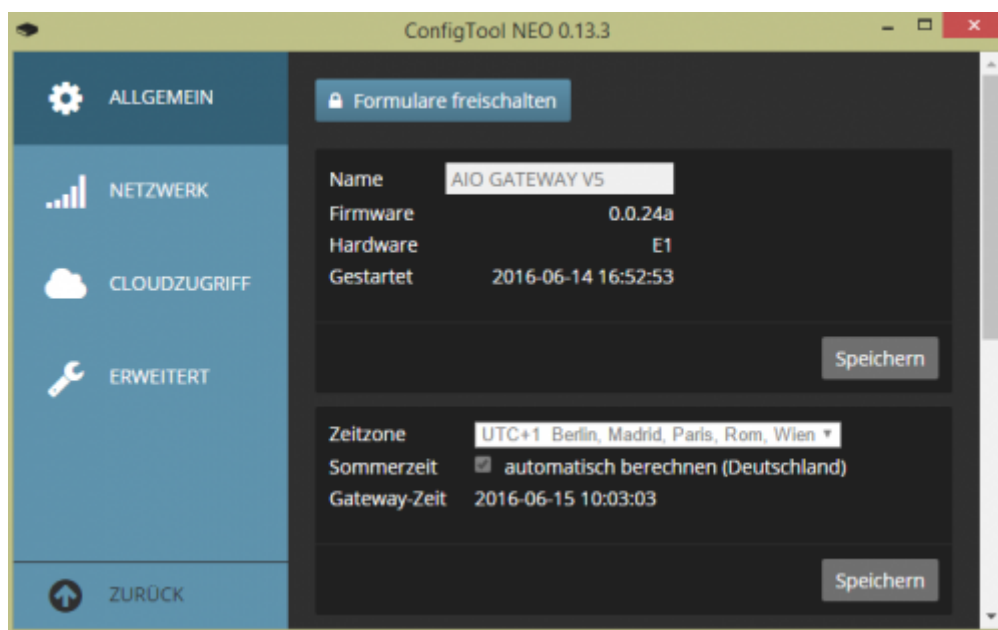 ConfigTool NEO 0.13.3
ALLGEMEIN
NETZWERK
CLOUDZUGRIFF
ERWEITERT
ZURÜCK
Formulare freischalten
Name AIO GATEWAY V5
Firmware 0.0.24a
Hardware E1
Gestartet 2016-06-14 16:52:53
Speichern
Zeitzone UTC+1 Berlin, Madrid, Paris, Rom, Wien
Sommerzeit automatisch berechnen (Deutschland)
Gateway-Zeit 2016-06-15 10:03:03
Speichern